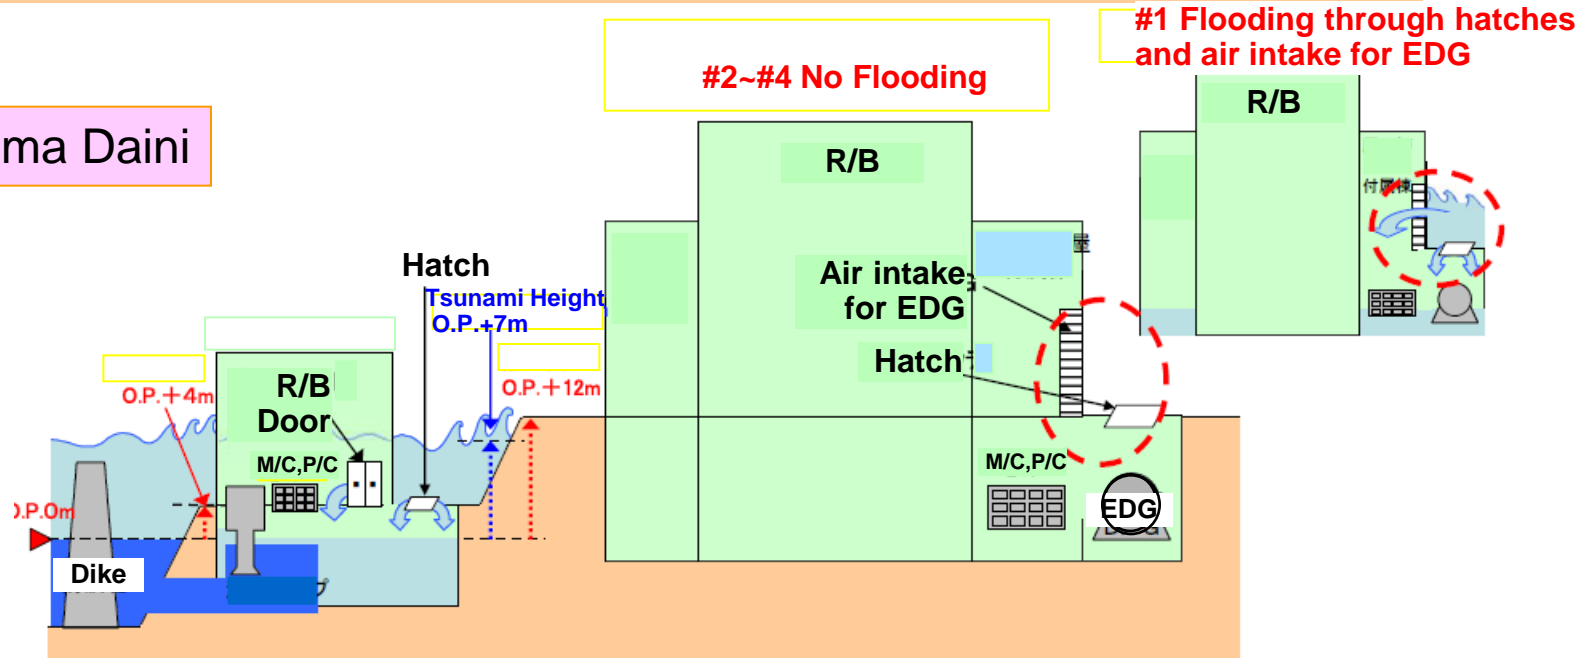 #1 Flooding through hatches
and air intake for EDG
#2~#4 No Flooding
R/B
ma Daini
R/B
付属棟
Hatch
Tsunami Height
O.P.+7m
Air intake
for EDG
Hatch
O.P.+4m
R/B
Door
O.P.+12m
M/C,P/C
M/C,P/C
O.P.0m
EDG
Dike